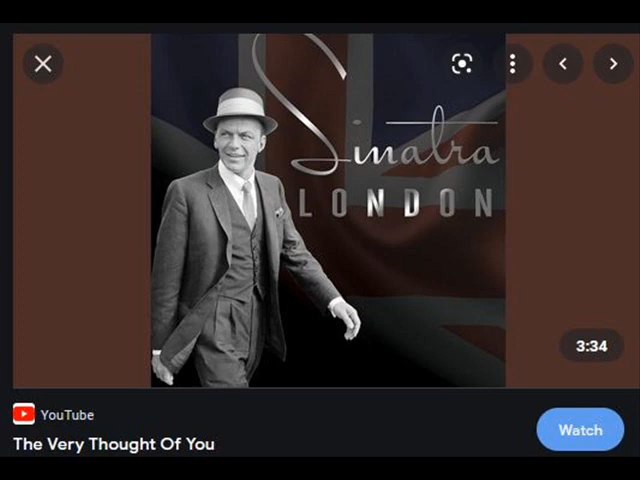 Sinatra
LONDON
3:34
YouTube
The Very Thought Of You
Watch